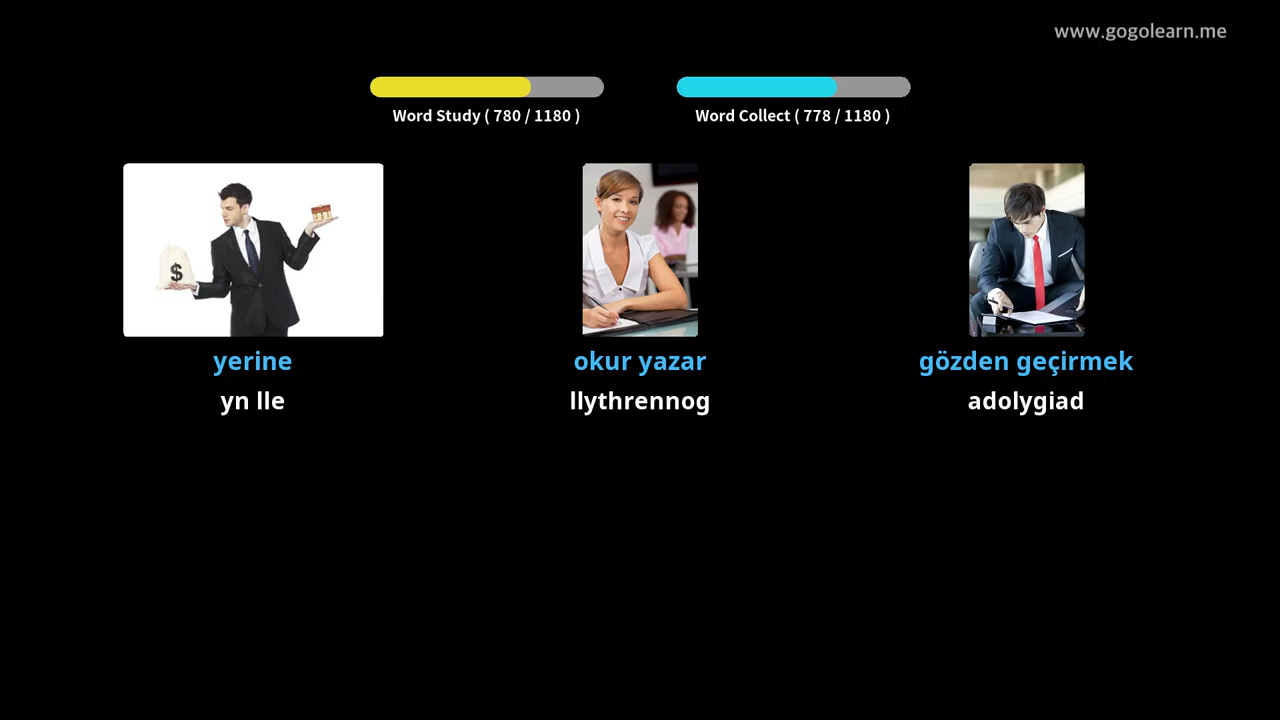 www.gogolearn.me
Word Study ( 780 / 1180 )
Word Collect ( 778 / 1180 )
$
yerine
okur yazar
gözden geçirmek
yn lle
llythrennog
adolygiad